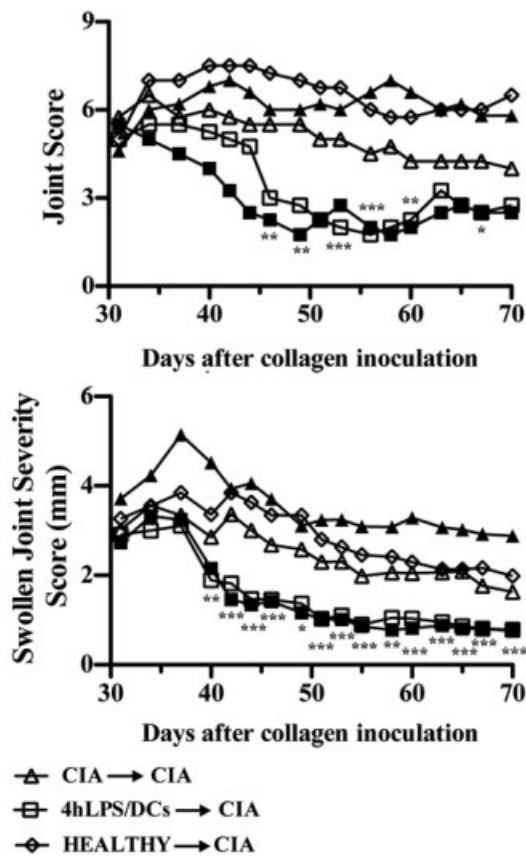 9
6
3
0
Joint Score
** ** *** *** ** *
30 40 50 60 70
Days after collagen inoculation
6
4
2
0
Swollen Joint Severity
Score (mm)
** *** *** *** * *** *** *** ** *** *** *** *** ***
30 40 50 60 70
Days after collagen inoculation
CIA → CIA
4hLPS/DCs → CIA
HEALTHY → CIA